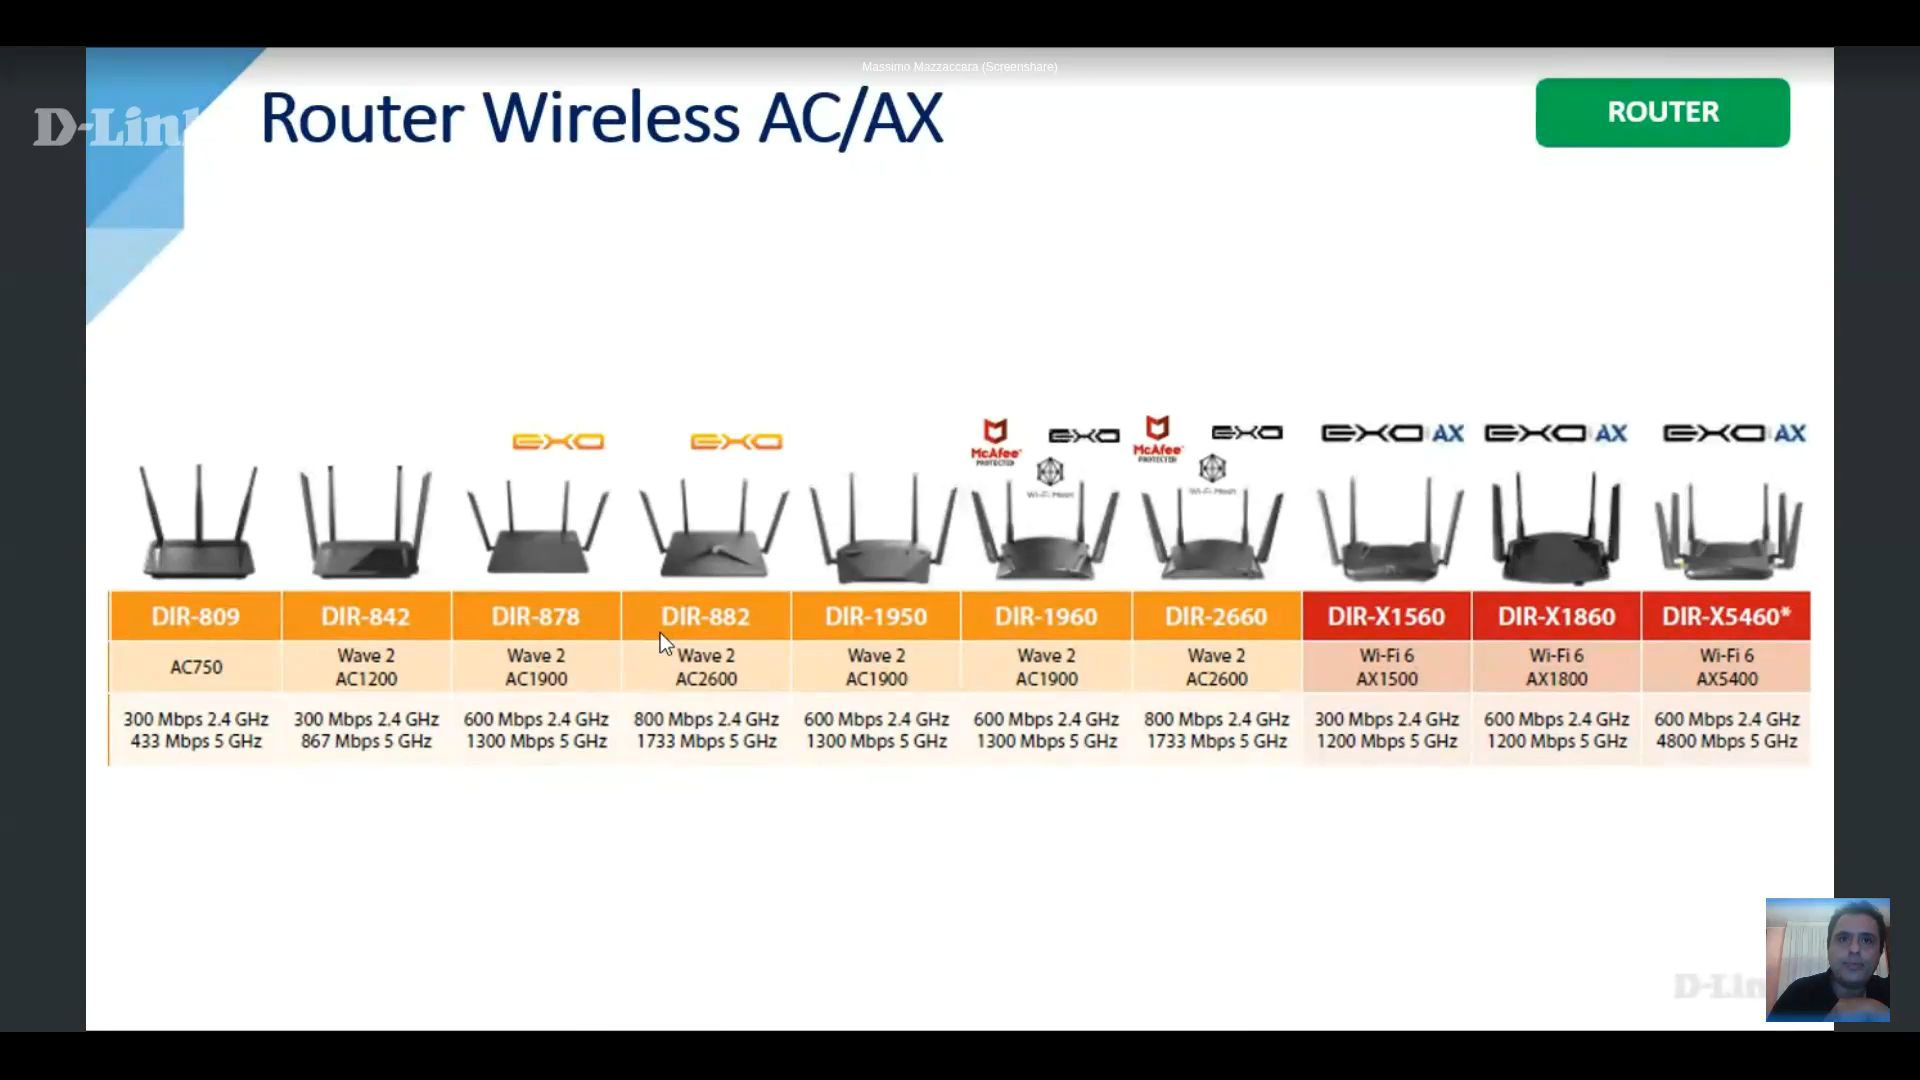 Massimo Mazzaccara (Screenshare)
D-Link
Router Wireless AC/AX
ROUTER
EXO
EXO
McAfee
PROTECTED
EXO
Wi-Fi Mesh
McAfee
PROTECTED
EXO
Wi-Fi Mesh
EXO AX
EXO AX
EXO AX
DIR-809 DIR-842 DIR-878 DIR-882 DIR-1950 DIR-1960 DIR-2660 DIR-X1560 DIR-X1860 DIR-X5460*
AC750
Wave 2 Wave 2 Wave 2 Wave 2 Wave 2 Wave 2 Wi-Fi 6 Wi-Fi 6 Wi-Fi 6
AC1200 AC1900 AC2600 AC1900 AC1900 AC2600 AX1500 AX1800 AX5400
300 Mbps 2.4 GHz 300 Mbps 2.4 GHz 600 Mbps 2.4 GHz 800 Mbps 2.4 GHz 600 Mbps 2.4 GHz 600 Mbps 2.4 GHz 800 Mbps 2.4 GHz 300 Mbps 2.4 GHz 600 Mbps 2.4 GHz 600 Mbps 2.4 GHz
433 Mbps 5 GHz 867 Mbps 5 GHz 1300 Mbps 5 GHz 1733 Mbps 5 GHz 1300 Mbps 5 GHz 1300 Mbps 5 GHz 1733 Mbps 5 GHz 1200 Mbps 5 GHz 1200 Mbps 5 GHz 4800 Mbps 5 GHz
D-Lin